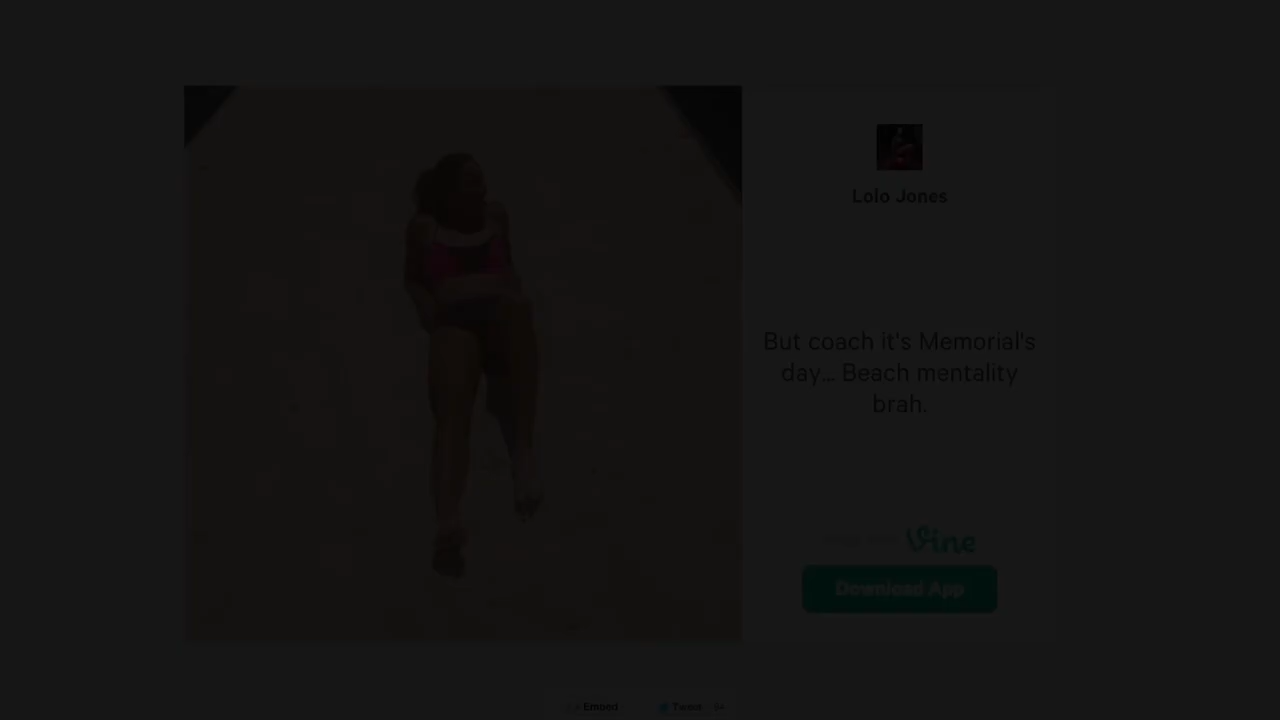 Lolo Jones
But coach it's Memorial's
day... Beach mentality
brah.
Vine
Download App
Embed
Tweet